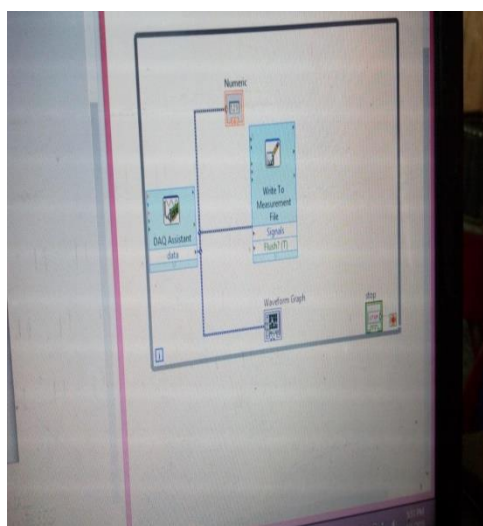 Numeric
Write To
Measurement
File
Signals
Flush? (T)
DAQ Assistant
data
Waveform Graph
stop
i